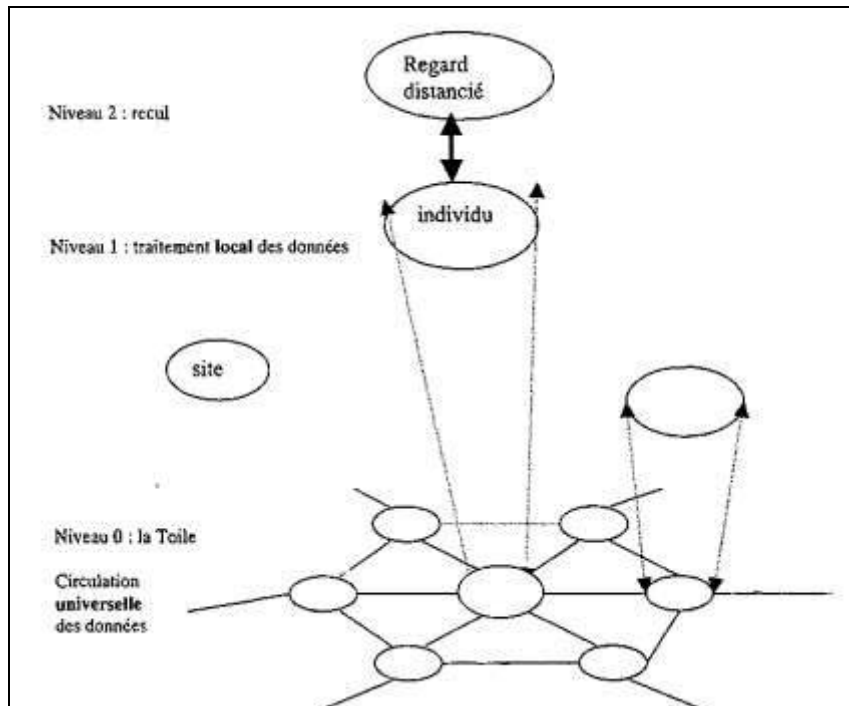 Regard
distancié
Niveau 2 : recul
individu
Niveau 1 : traitement local des données
site
Niveau 0 : la Toile
Circulation
universelle
des données